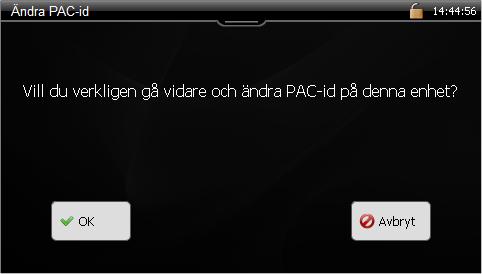 Ändra PAC-id
14:44:56
Vill du verkligen gå vidare och ändra PAC-id på denna enhet?
OK
Avbryt